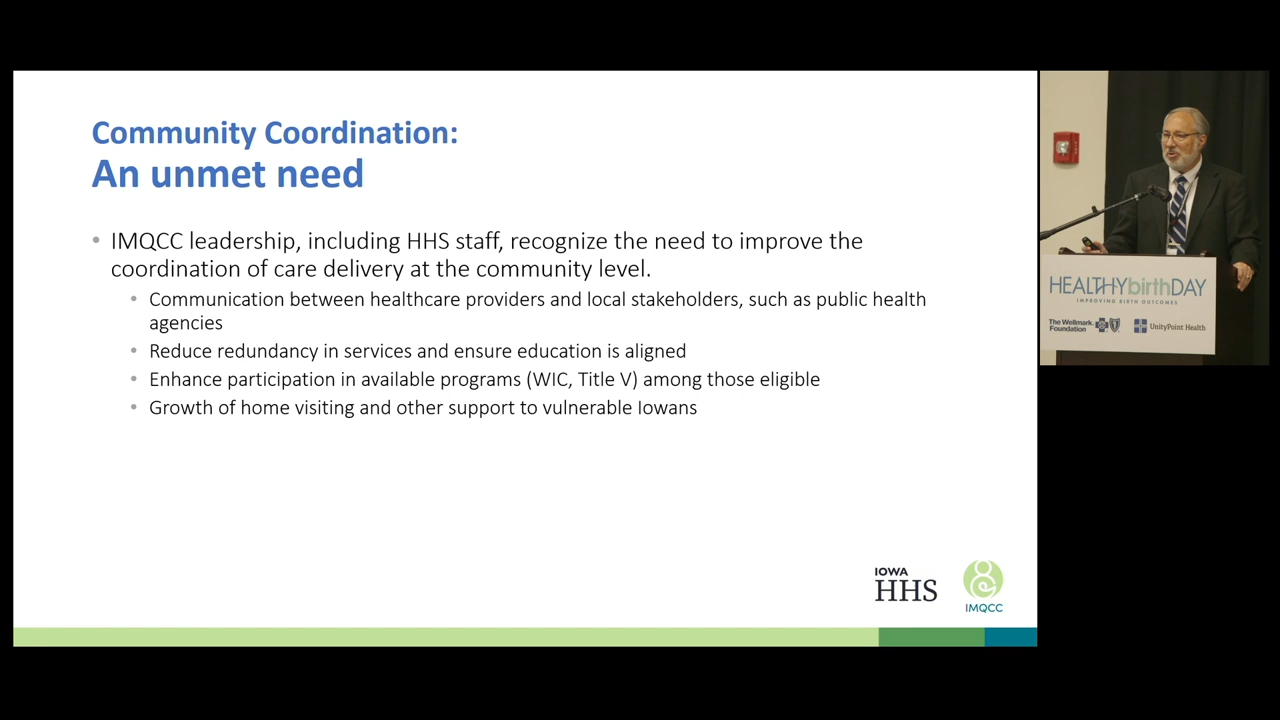 Community Coordination:
An unmet need
• IMQCC leadership, including HHS staff, recognize the need to improve the
coordination of care delivery at the community level.
• Communication between healthcare providers and local stakeholders, such as public health
agencies
• Reduce redundancy in services and ensure education is aligned
• Enhance participation in available programs (WIC, Title V) among those eligible
• Growth of home visiting and other support to vulnerable Iowans
IOWA
HHS
IMQCC
HEALTHYbirthDAY
IMPROVING BIRTH OUTCOMES
The Wellmark
Foundation
UnityPoint Health